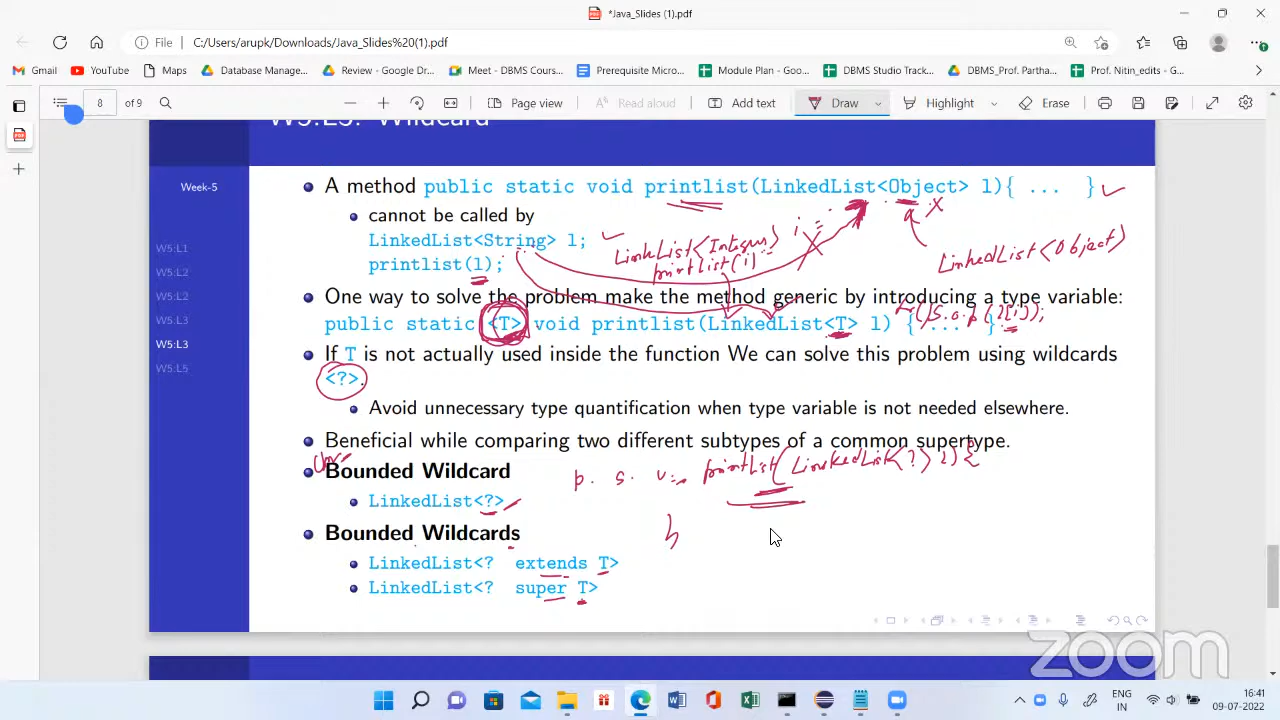 *Java_Slides (1).pdf
File C:/Users/arupk/Downloads/Java_Slides%20(1).pdf
Gmail YouTube Maps Database Manager... Review - Google Dr... Meet - DBMS Cours... Prerequisite Microc... Module Plan - Goo... DBMS Studio Track... DBMS_Prof. Partha... Prof. Nitin_edits - G...
8 of 9 Page view Read aloud Add text Draw Highlight Erase
W5:L3: Wildcard
Week-5
W5:L1
W5:L2
W5:L2
W5:L3
W5:L3
W5:L5
A method public static void printlist(LinkedList<Object> l){ ... }
cannot be called by
LinkedList<String> l;
printlist(l);
LinkeList<Integer> i =
printlist(i)
LinkedList<Object>
One way to solve the problem make the method generic by introducing a type variable:
public static <T> void printlist(LinkedList<T> l) { ... }
If T is not actually used inside the function We can solve this problem using wildcards
<?>.
Avoid unnecessary type quantification when type variable is not needed elsewhere.
Beneficial while comparing two different subtypes of a common supertype.
Bounded Wildcard
p. s. v. printlist(LinkedList<?> l) {
LinkedList<?>
Bounded Wildcards
LinkedList<? extends T>
LinkedList<? super T>
zoom
ENG
IN
16:41
09-07-2022